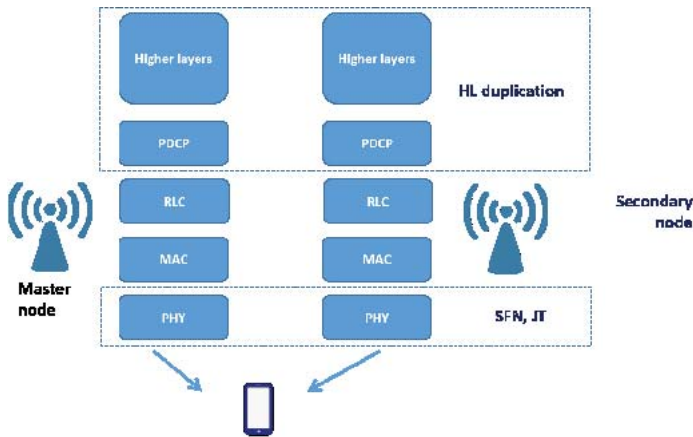 Higher layers
Higher layers
HL duplication
PDCP
PDCP
RLC
RLC
Secondary
node
MAC
MAC
Master
node
PHY
PHY
SFN, JT